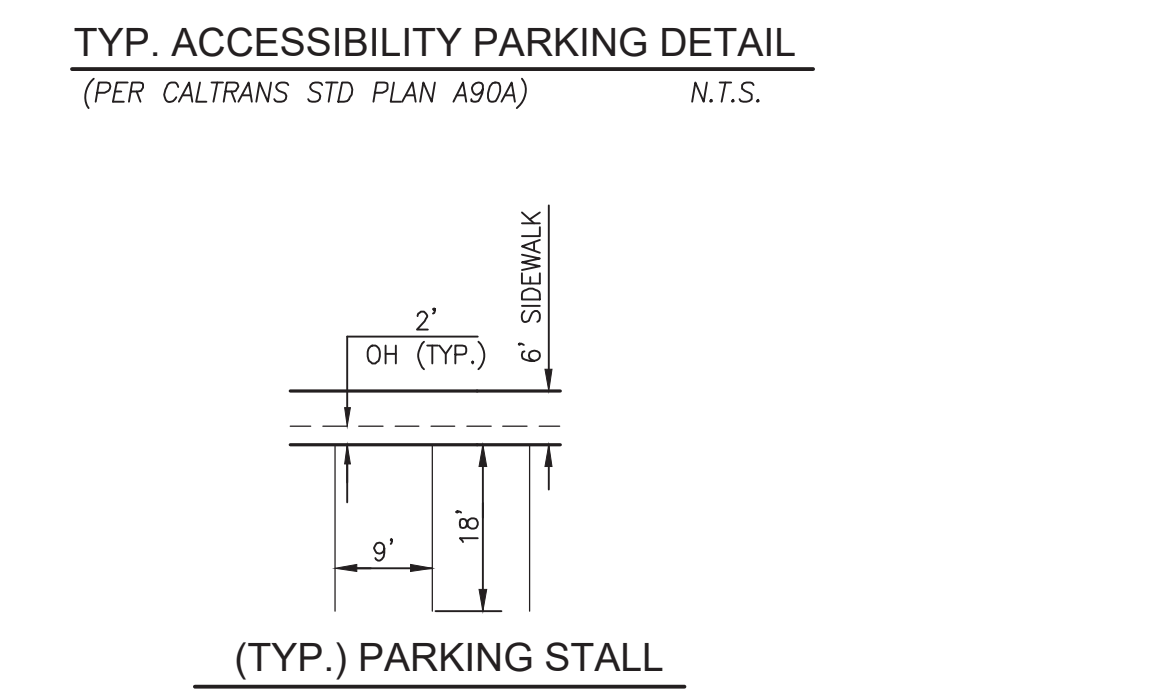 TYP. ACCESSIBILITY PARKING DETAIL
(PER CALTRANS STD PLAN A90A) N.T.S.
6' SIDEWALK
2'
OH (TYP.)
18'
9'
(TYP.) PARKING STALL